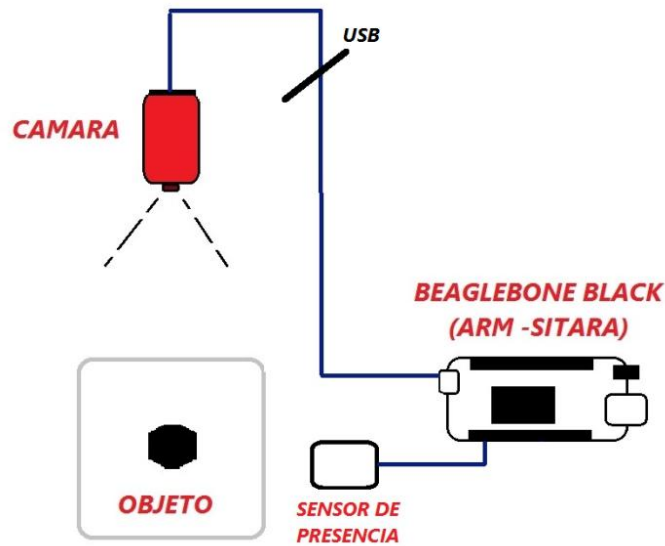 USB
CAMARA
BEAGLEBONE BLACK
(ARM -SITARA)
OBJETO
SENSOR DE
PRESENCIA